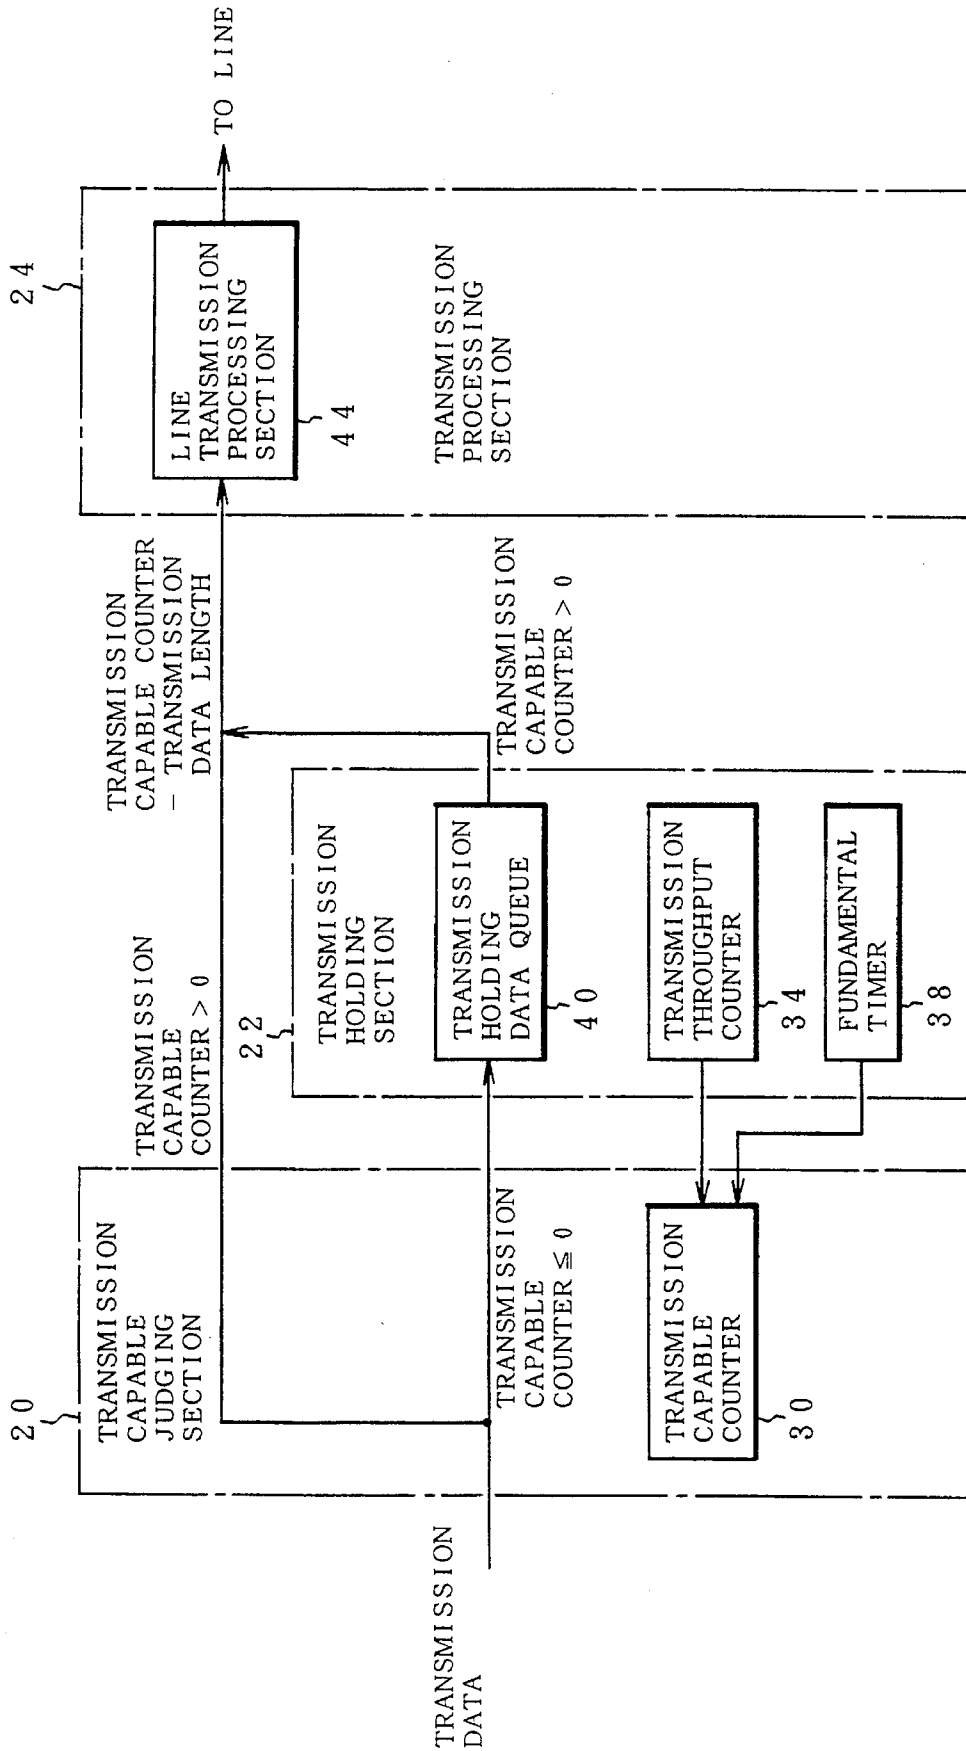 20
TRANSMISSION
CAPABLE
JUDGING
SECTION
TRANSMISSION
DATA
TRANSMISSION
CAPABLE
COUNTER ≦ 0
TRANSMISSION
CAPABLE
COUNTER
30
TRANSMISSION
CAPABLE
COUNTER > 0
22
TRANSMISSION
HOLDING
SECTION
TRANSMISSION
HOLDING
DATA QUEUE
40
TRANSMISSION
THROUGHPUT
COUNTER
34
FUNDAMENTAL
TIMER
38
TRANSMISSION
CAPABLE COUNTER
– TRANSMISSION
DATA LENGTH
TRANSMISSION
CAPABLE
COUNTER > 0
24
LINE
TRANSMISSION
PROCESSING
SECTION
44
TRANSMISSION
PROCESSING
SECTION
TO LINE